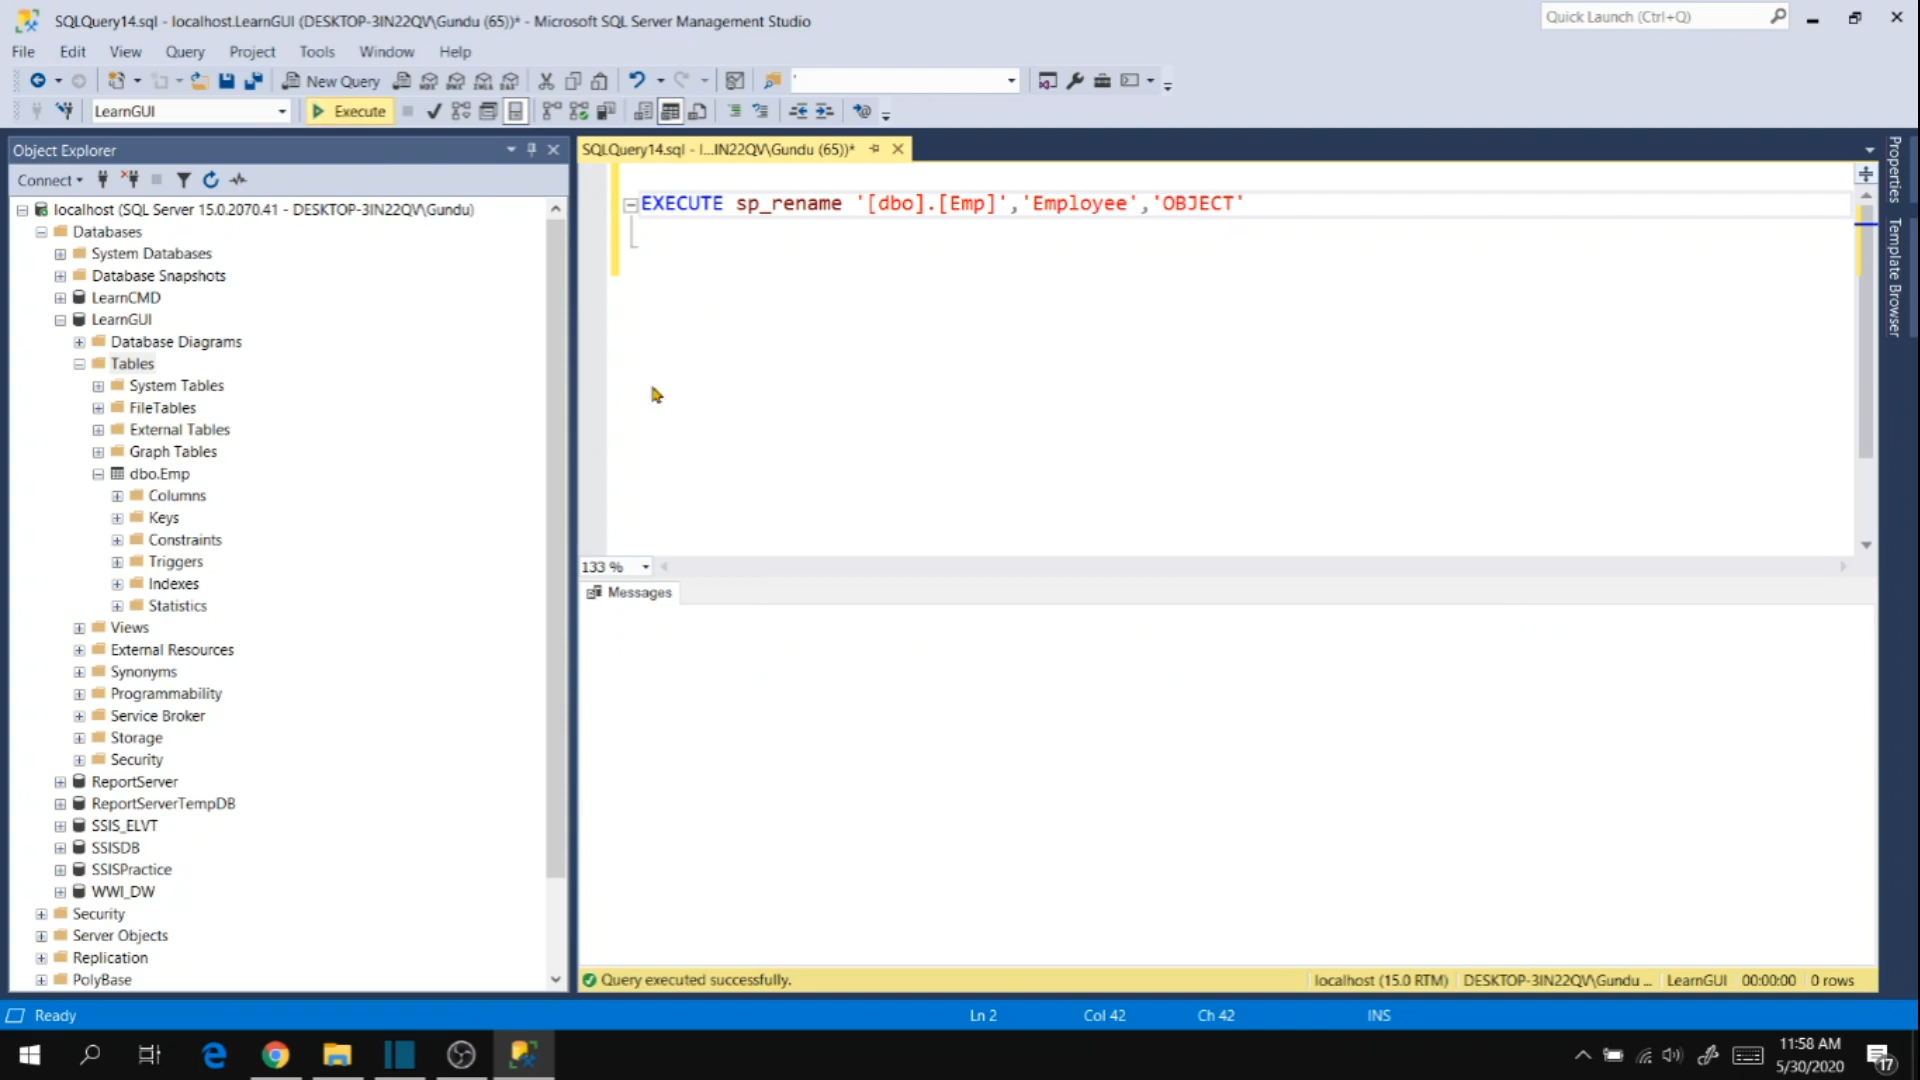 SQLQuery14.sql - localhost.LearnGUI (DESKTOP-3IN22QV\Gundu (65))* - Microsoft SQL Server Management Studio
Quick Launch (Ctrl+Q)
File Edit View Query Project Tools Window Help
New Query
LearnGUI
Execute
Object Explorer
SQLQuery14.sql - l...IN22QV\Gundu (65))*
Connect
EXECUTE sp_rename '[dbo].[Emp]','Employee','OBJECT'
localhost (SQL Server 15.0.2070.41 - DESKTOP-3IN22QV\Gundu)
Databases
System Databases
Database Snapshots
LearnCMD
LearnGUI
Database Diagrams
Tables
System Tables
FileTables
External Tables
Graph Tables
dbo.Emp
Columns
Keys
Constraints
Triggers
Indexes
Statistics
Views
External Resources
Synonyms
Programmability
Service Broker
Storage
Security
ReportServer
ReportServerTempDB
SSIS_ELVT
SSISDB
SSISPractice
WWI_DW
Security
Server Objects
Replication
PolyBase
133 %
Messages
Query executed successfully.
localhost (15.0 RTM) DESKTOP-3IN22QV\Gundu ... LearnGUI 00:00:00 0 rows
Properties
Template Browser
Ready
Ln 2 Col 42 Ch 42 INS
11:58 AM
5/30/2020
17